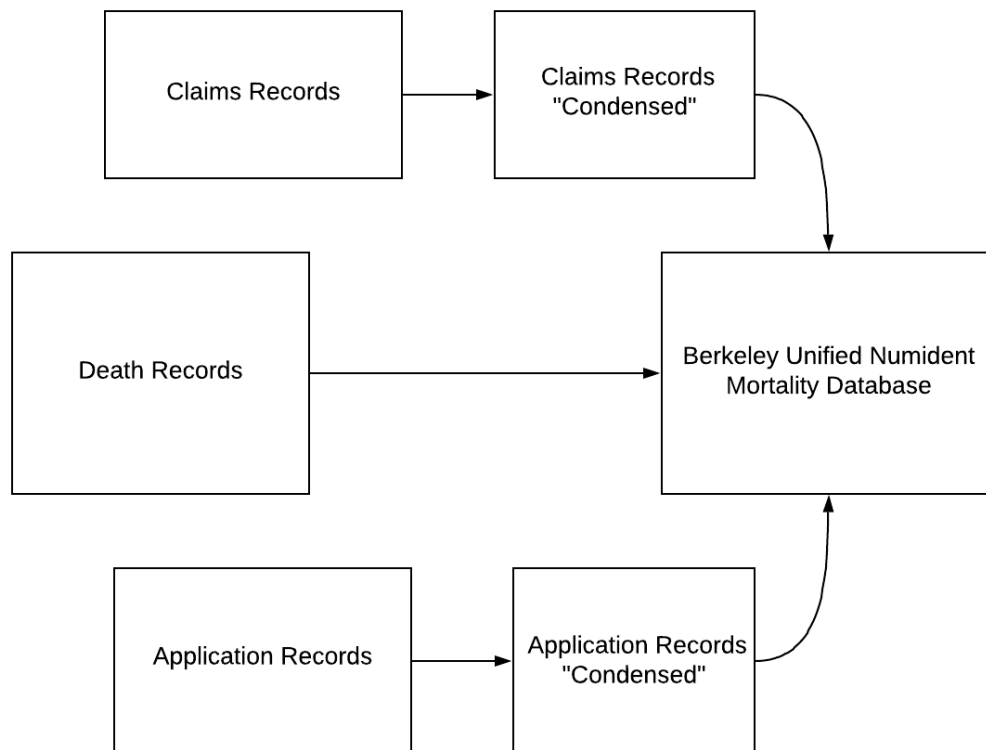 Claims Records
Claims Records
"Condensed"
Death Records
Berkeley Unified Numident
Mortality Database
Application Records
Application Records
"Condensed"